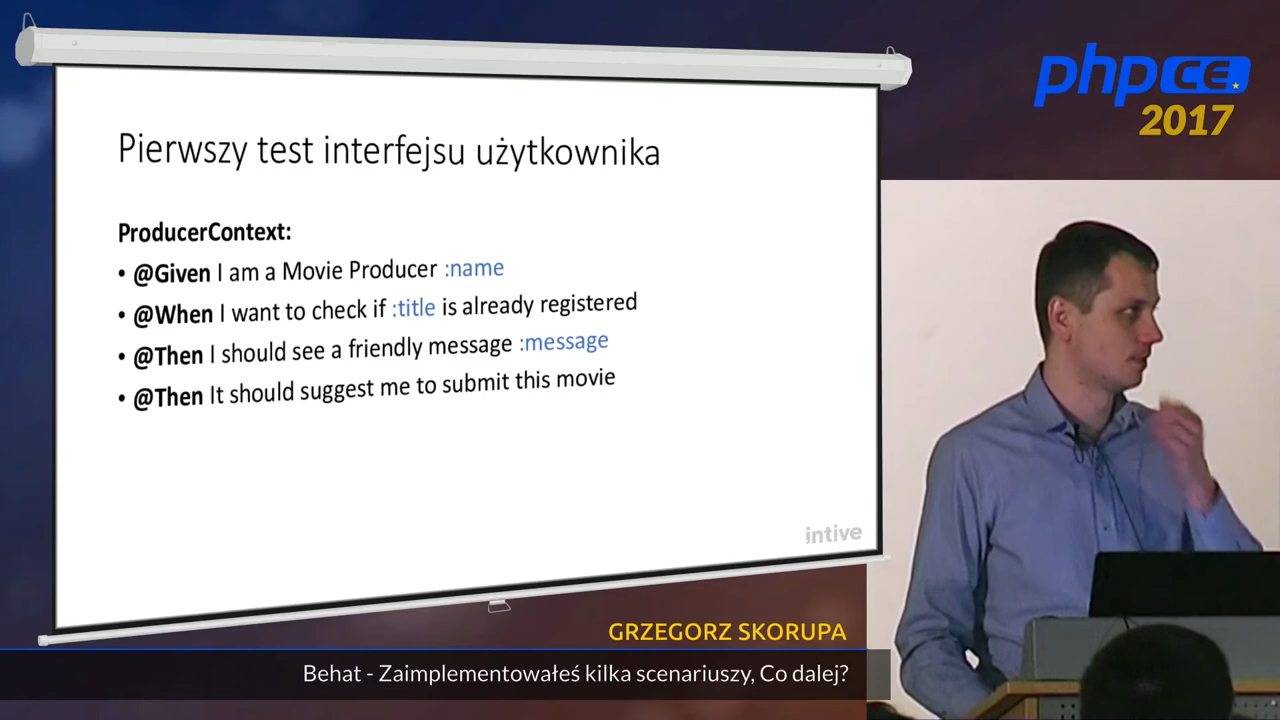 Pierwszy test interfejsu użytkownika
ProducerContext:
• @Given I am a Movie Producer :name
• @When I want to check if :title is already registered
• @Then I should see a friendly message :message
• @Then It should suggest me to submit this movie
intive
phpCE
2017
GRZEGORZ SKORUPA
Behat - Zaimplementowałeś kilka scenariuszy, Co dalej?